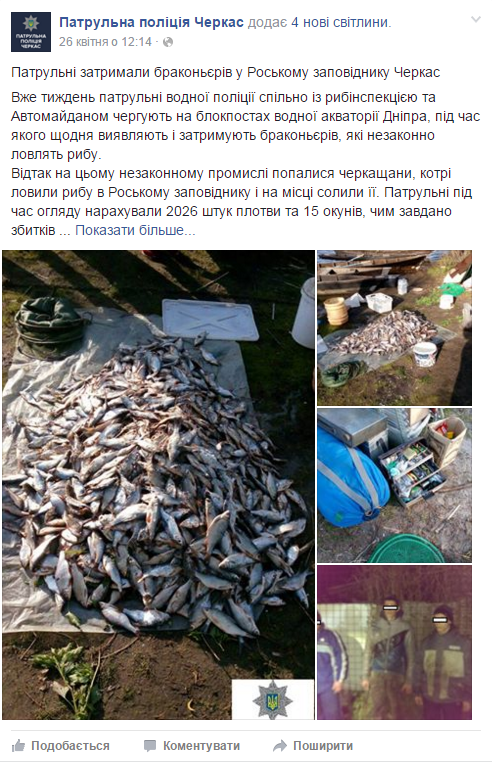 ПАТРУЛЬНА
ПОЛІЦІЯ
ЧЕРКАС
Патрульна поліція Черкас додає 4 нові світлини.
26 квітня о 12:14 ·
Патрульні затримали браконьєрів у Роському заповіднику Черкас
Вже тиждень патрульні водної поліції спільно із рибінспекцією та
Автомайданом чергують на блокпостах водної акваторії Дніпра, під час
якого щодня виявляють і затримують браконьєрів, які незаконно
ловлять рибу.
Відтак на цьому незаконному промислі попалися черкащани, котрі
ловили рибу в Роському заповіднику і на місці солили її. Патрульні під
час огляду нарахували 2026 штук плотви та 15 окунів, чим завдано
збитків ... Показати більше...
Подобається Коментувати Поширити